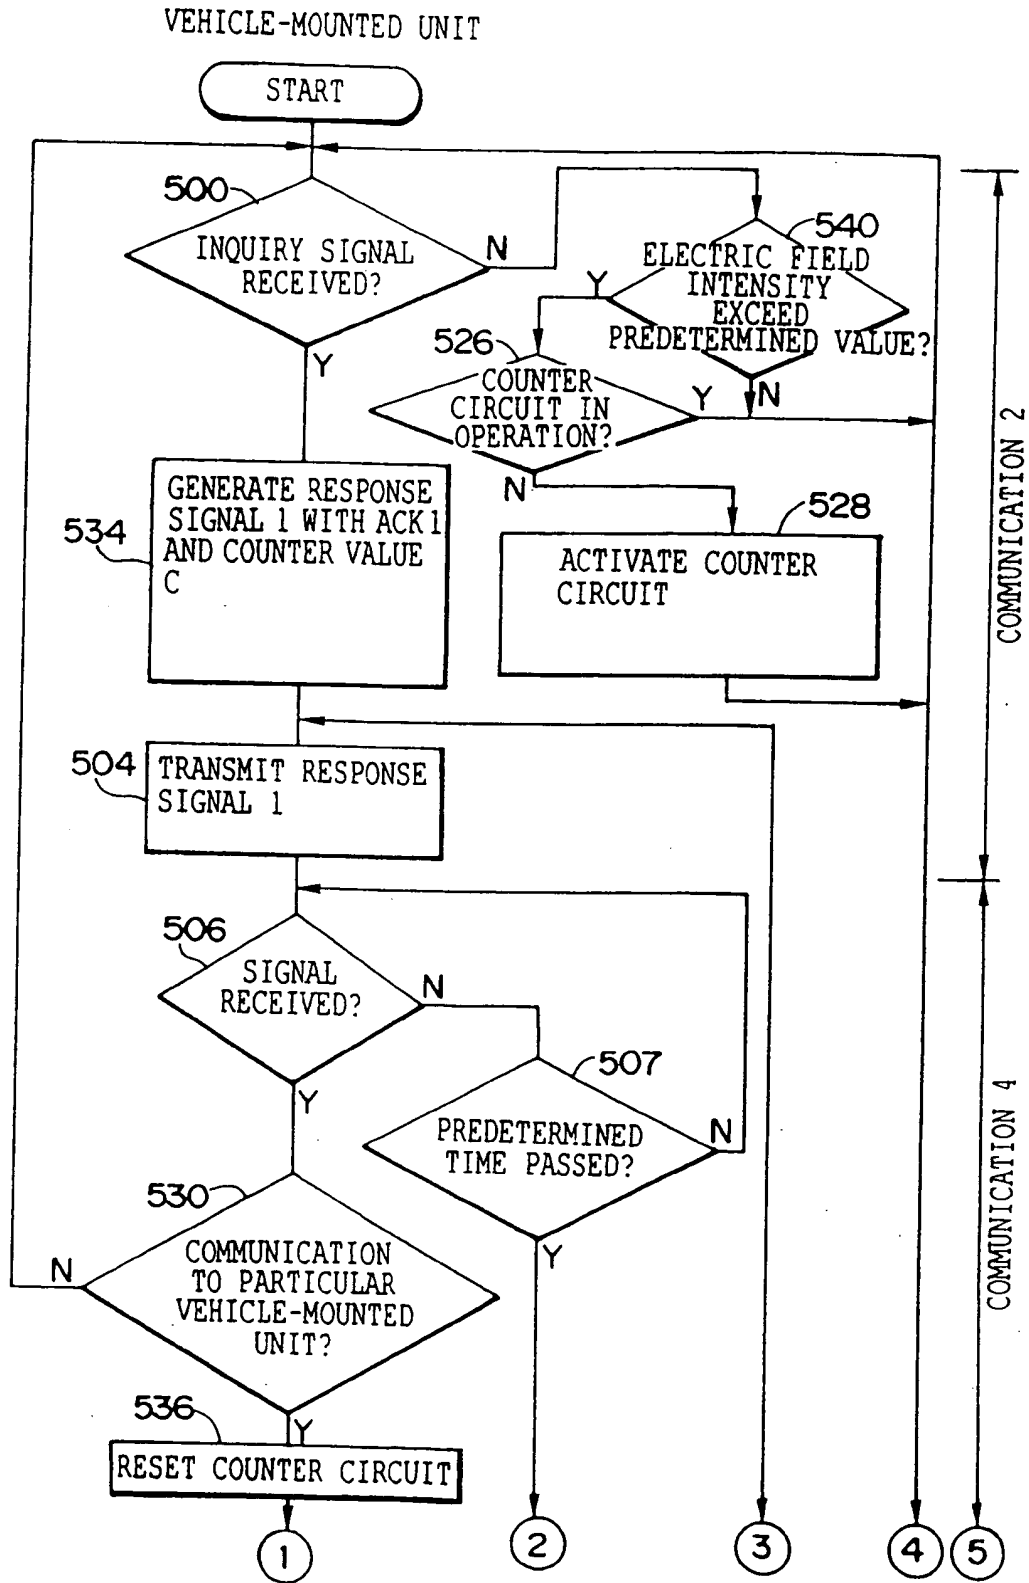 VEHICLE-MOUNTED UNIT
START
500
INQUIRY SIGNAL
RECEIVED?
N
Y
540
ELECTRIC FIELD
INTENSITY
EXCEED
PREDETERMINED VALUE?
Y
N
526
COUNTER
CIRCUIT IN
OPERATION?
Y
N
534
GENERATE RESPONSE
SIGNAL 1 WITH ACK1
AND COUNTER VALUE
C
528
ACTIVATE COUNTER
CIRCUIT
COMMUNICATION 2
504
TRANSMIT RESPONSE
SIGNAL 1
506
SIGNAL
RECEIVED?
N
Y
507
PREDETERMINED
TIME PASSED?
N
Y
COMMUNICATION 4
530
COMMUNICATION
TO PARTICULAR
VEHICLE-MOUNTED
UNIT?
N
Y
536
RESET COUNTER CIRCUIT
1
2
3
4
5